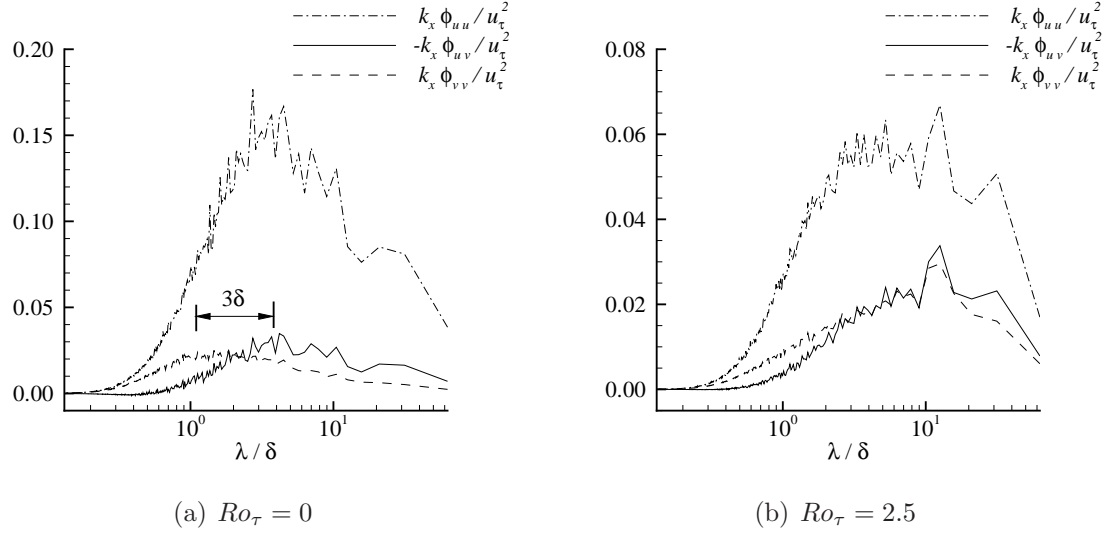 k_x ϕ_uu / u_τ^2
-k_x ϕ_uv / u_τ^2
k_x ϕ_vv / u_τ^2
0.20
0.15
0.10
0.05
0.00
3δ
10^0
10^1
λ / δ
(a) Ro_τ = 0
k_x ϕ_uu / u_τ^2
-k_x ϕ_uv / u_τ^2
k_x ϕ_vv / u_τ^2
0.08
0.06
0.04
0.02
0.00
10^0
10^1
λ / δ
(b) Ro_τ = 2.5